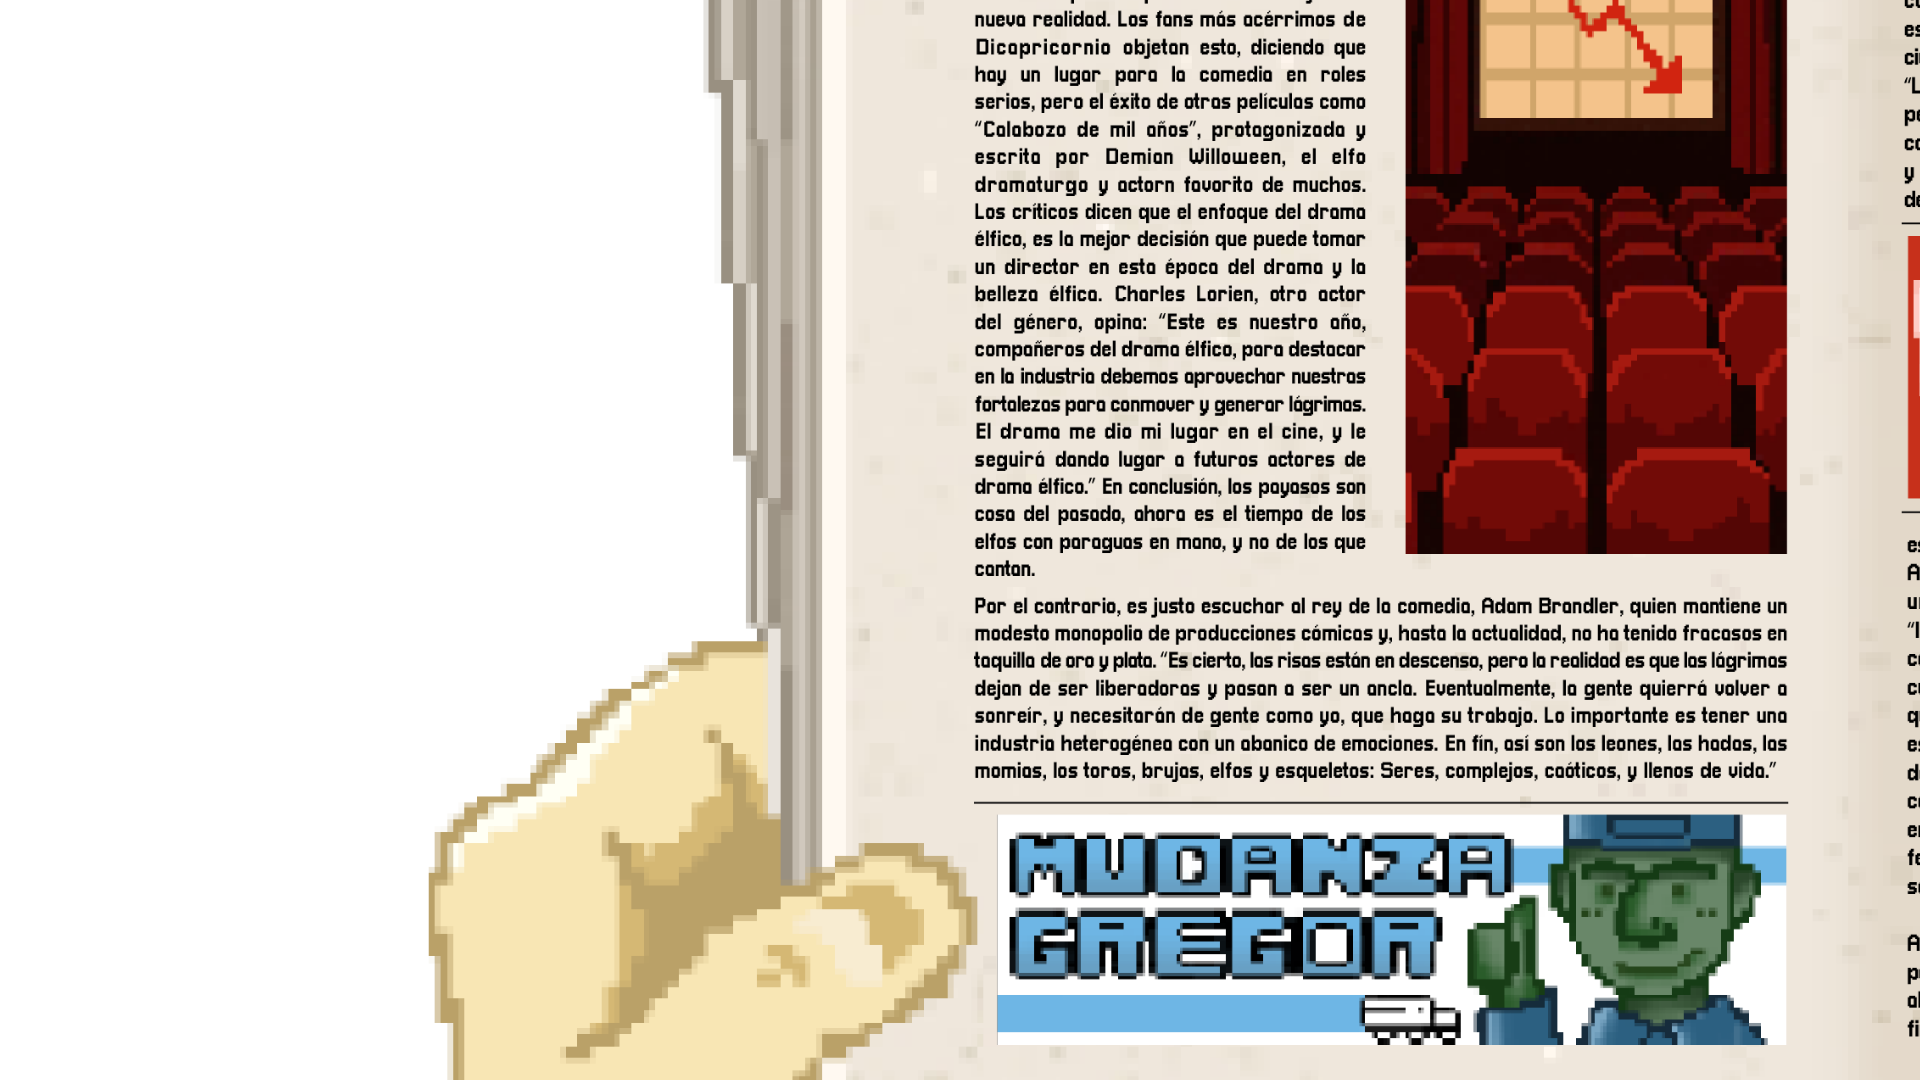 nueva realidad. Los fans más acérrimos de
Dicapricornio objetan esto, diciendo que
hay un lugar para la comedia en roles
serios, pero el éxito de otras películas como
“Calabozo de mil años”, protagonizada y
escrita por Demian Willoween, el elfo
dramaturgo y actorn favorito de muchos.
Los críticos dicen que el enfoque del drama
élfico, es la mejor decisión que puede tomar
un director en esta época del drama y la
belleza élfica. Charles Lorien, otro actor
del género, opina: “Este es nuestro año,
compañeros del drama élfico, para destacar
en la industria debemos aprovechar nuestras
fortalezas para conmover y generar lágrimas.
El drama me dio mi lugar en el cine, y le
seguirá dando lugar a futuros actores de
drama élfico.” En conclusión, los payasos son
cosa del pasado, ahora es el tiempo de los
elfos con paraguas en mano, y no de los que
cantan.
Por el contrario, es justo escuchar al rey de la comedia, Adam Brandler, quien mantiene un
modesto monopolio de producciones cómicas y, hasta la actualidad, no ha tenido fracasos en
taquilla de oro y plata. “Es cierto, las risas están en descenso, pero la realidad es que las lágrimas
dejan de ser liberadoras y pasan a ser un ancla. Eventualmente, la gente quierrá volver a
sonreír, y necesitarán de gente como yo, que haga su trabajo. Lo importante es tener una
industria heterogénea con un abanico de emociones. En fín, así son los leones, las hadas, las
momias, los toros, brujas, elfos y esqueletos: Seres, complejos, caóticos, y llenos de vida.”
MUDANZA
GREGOR